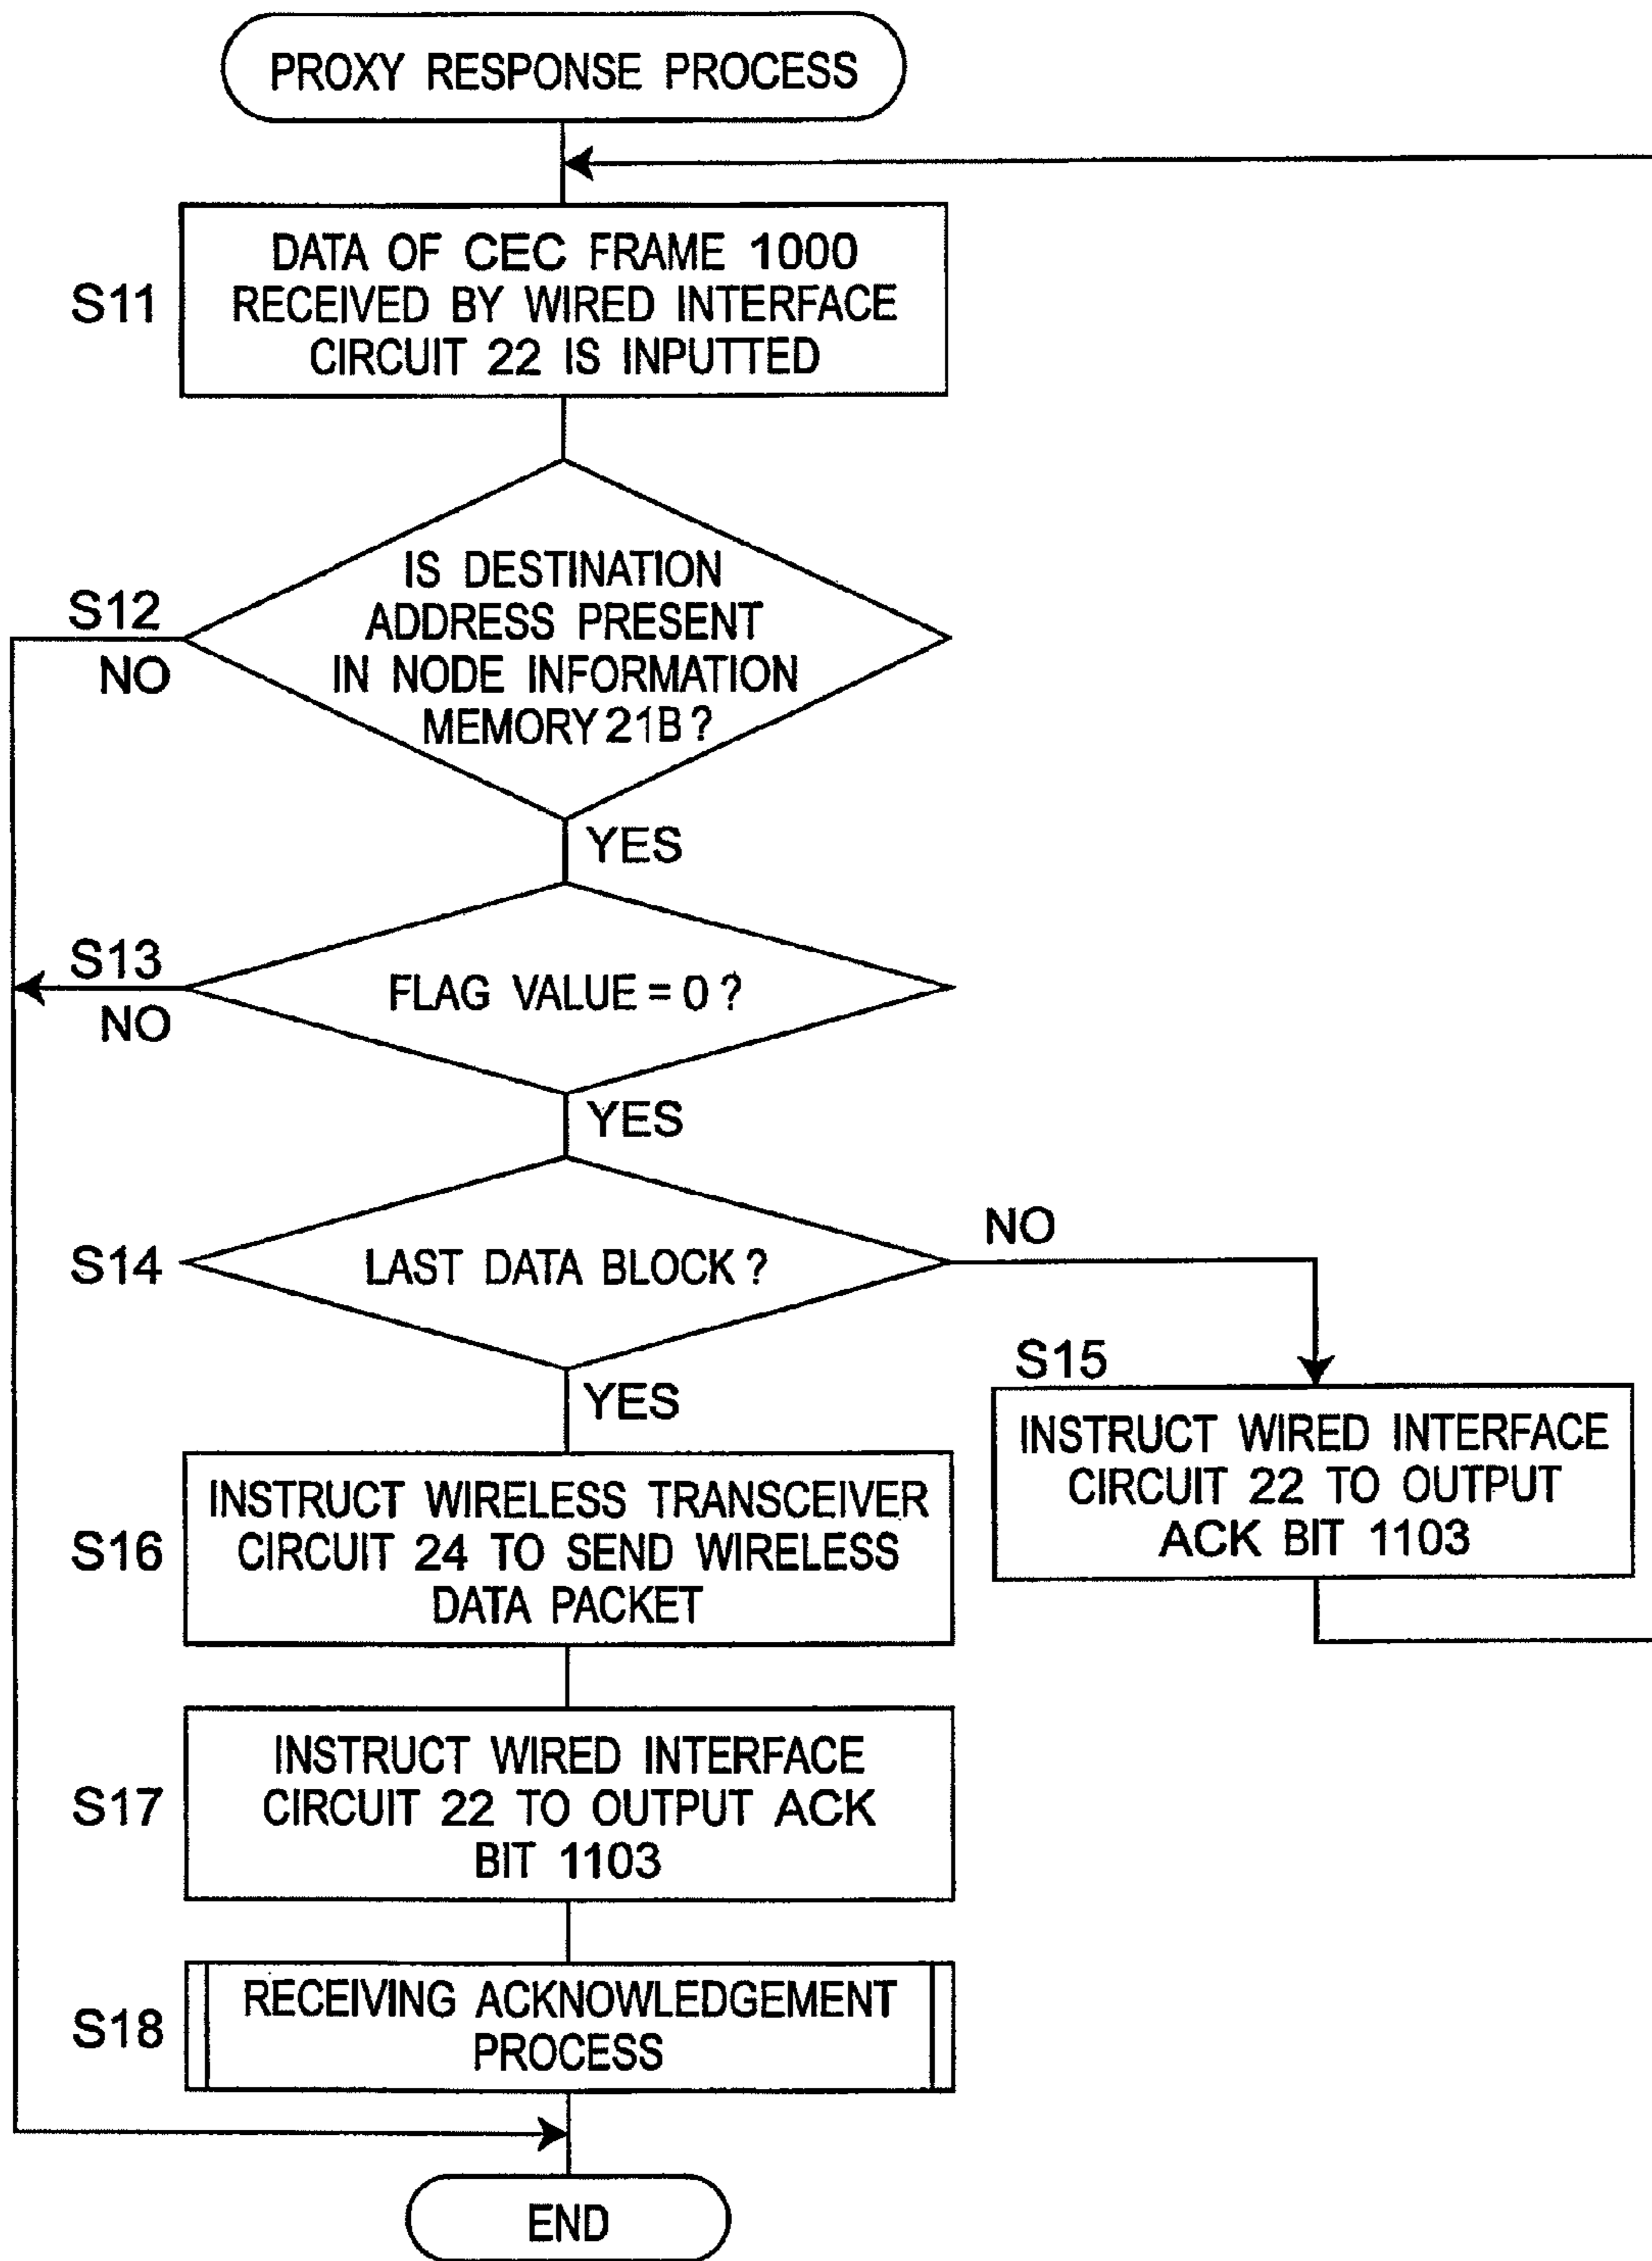 PROXY RESPONSE PROCESS
S11
DATA OF CEC FRAME 1000
RECEIVED BY WIRED INTERFACE
CIRCUIT 22 IS INPUTTED
S12
NO
IS DESTINATION
ADDRESS PRESENT
IN NODE INFORMATION
MEMORY 21B ?
YES
S13
NO
FLAG VALUE = 0 ?
YES
S14
LAST DATA BLOCK ?
NO
YES
S15
INSTRUCT WIRED INTERFACE
CIRCUIT 22 TO OUTPUT
ACK BIT 1103
S16
INSTRUCT WIRELESS TRANSCEIVER
CIRCUIT 24 TO SEND WIRELESS
DATA PACKET
S17
INSTRUCT WIRED INTERFACE
CIRCUIT 22 TO OUTPUT ACK
BIT 1103
S18
RECEIVING ACKNOWLEDGEMENT
PROCESS
END